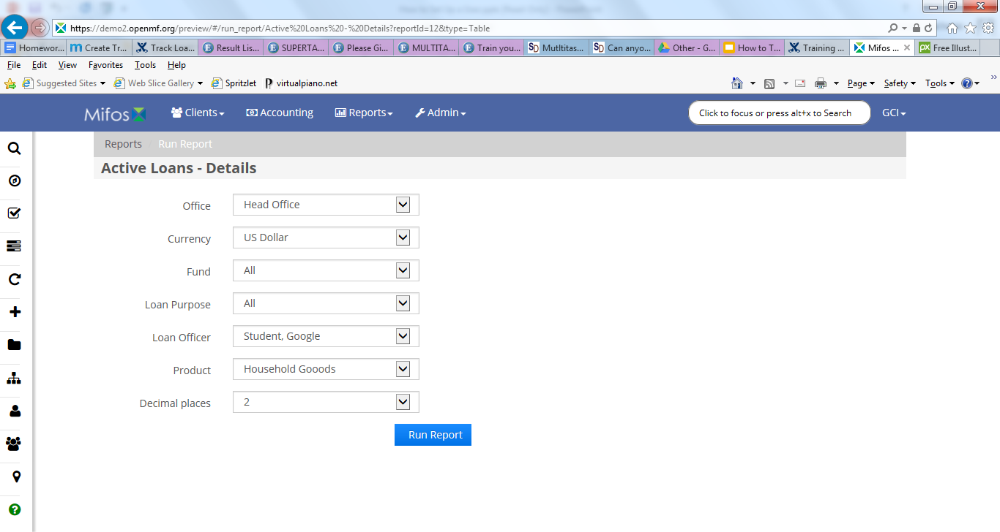 https://demo2.openmf.org/preview/#/run_report/Active%20Loans%20-%20Details?reportId=12&type=Table
Homewor... Create Tr... Track Loa... Result Lis... SUPERTA... Please Gi... MULTITA... Train you... Mutltitas... Can anyo... Other - G... How to T... Training ... Mifos ... Free Illust...
File Edit View Favorites Tools Help
Suggested Sites Web Slice Gallery Spritzlet virtualpiano.net Page Safety Tools
Mifos Clients Accounting Reports Admin Click to focus or press alt+x to Search GCI
Reports / Run Report
Active Loans - Details
Office Head Office
Currency US Dollar
Fund All
Loan Purpose All
Loan Officer Student, Google
Product Household Gooods
Decimal places 2
Run Report